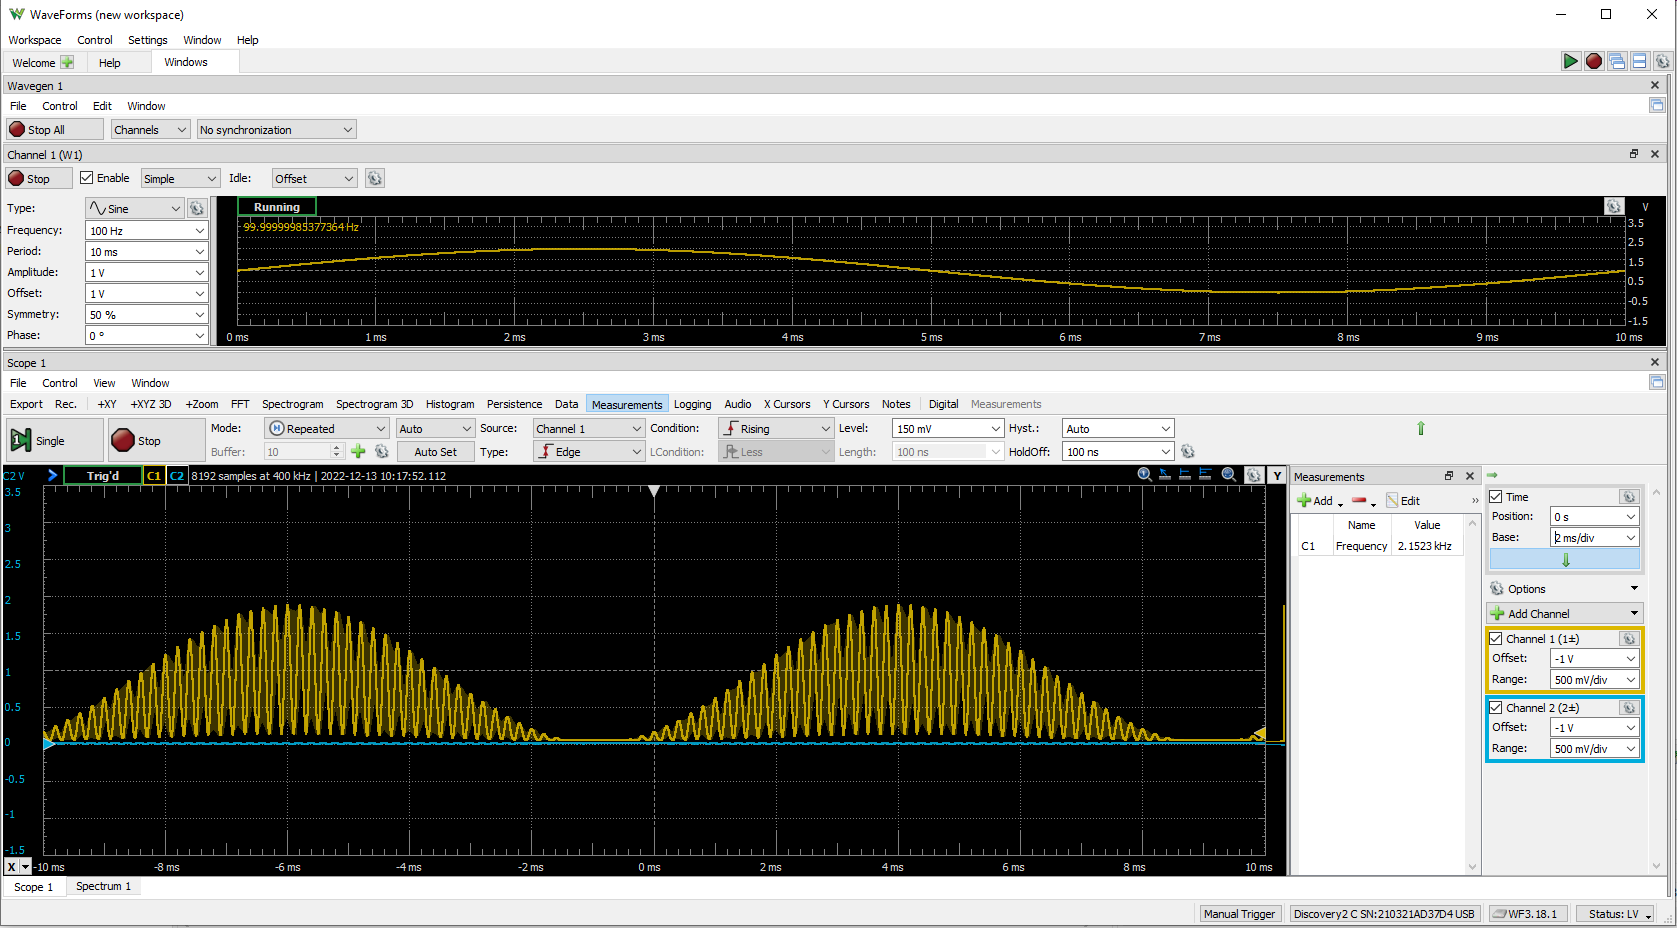 WaveForms (new workspace)
Workspace Control Settings Window Help
Welcome Help Windows
Wavegen 1
File Control Edit Window
Stop All Channels No synchronization
Channel 1 (W1)
Stop Enable Simple Idle: Offset
Type: Sine
Frequency: 100 Hz
Period: 10 ms
Amplitude: 1 V
Offset: 1 V
Symmetry: 50 %
Phase: 0 °
Running
99.99999985377364 Hz
V
3.5
2.5
1.5
0.5
-0.5
-1.5
0 ms 1 ms 2 ms 3 ms 4 ms 5 ms 6 ms 7 ms 8 ms 9 ms 10 ms
Scope 1
File Control View Window
Export Rec. +XY +XYZ 3D +Zoom FFT Spectrogram Spectrogram 3D Histogram Persistence Data Measurements Logging Audio X Cursors Y Cursors Notes Digital Measurements
Single Stop
Mode: Repeated Auto Source: Channel 1 Condition: Rising Level: 150 mV Hyst.: Auto
Buffer: 10 Auto Set Type: Edge LCondition: Less Length: 100 ns HoldOff: 100 ns
C2 V Trig'd C1 C2 8192 samples at 400 kHz | 2022-12-13 10:17:52.112 Y
3.5
3
2.5
2
1.5
1
0.5
0
-0.5
-1
-1.5
X -10 ms -8 ms -6 ms -4 ms -2 ms 0 ms 2 ms 4 ms 6 ms 8 ms 10 ms
Measurements
Add Edit »
Name Value
C1 Frequency 2.1523 kHz
Time
Position: 0 s
Base: 2 ms/div
Options
Add Channel
Channel 1 (1±)
Offset: -1 V
Range: 500 mV/div
Channel 2 (2±)
Offset: -1 V
Range: 500 mV/div
Scope 1 Spectrum 1
Manual Trigger Discovery2 C SN:210321AD37D4 USB WF3.18.1 Status: LV